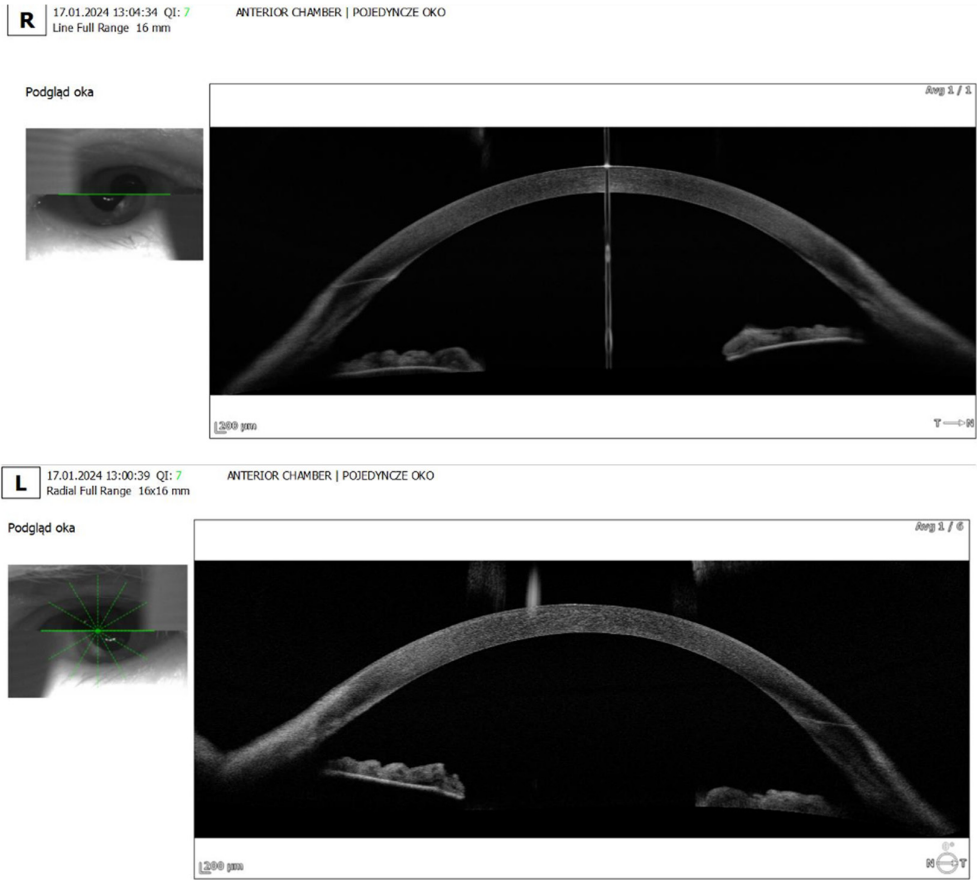 R
17.01.2024 13:04:34 QI: 7 ANTERIOR CHAMBER | POJEDYNCZE OKO
Line Full Range 16 mm
Podgląd oka
Avg 1 / 1
200 µm
T N
L
17.01.2024 13:00:39 QI: 7 ANTERIOR CHAMBER | POJEDYNCZE OKO
Radial Full Range 16x16 mm
Podgląd oka
Avg 1 / 6
0°
200 µm
N T